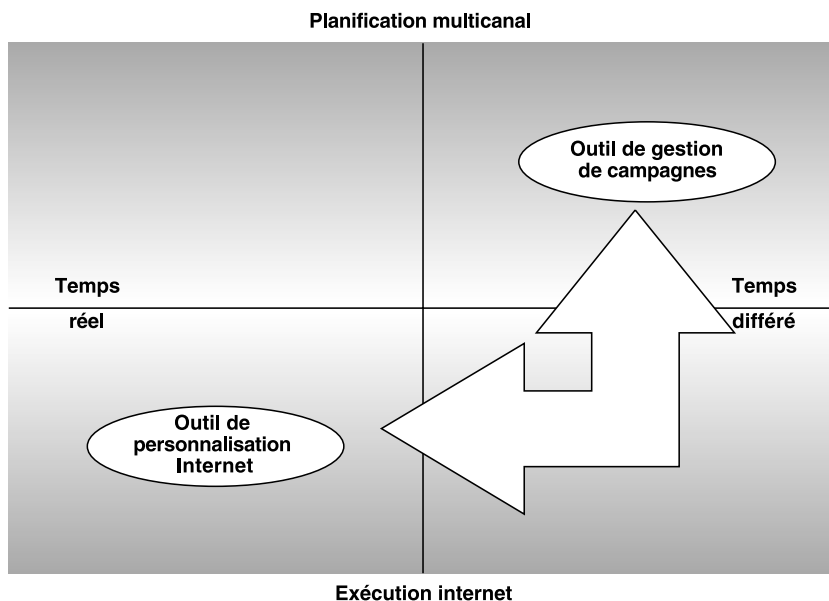 Planification multicanal
Outil de gestion
de campagnes
Temps
réel
Temps
différé
Outil de
personnalisation
Internet
Exécution internet